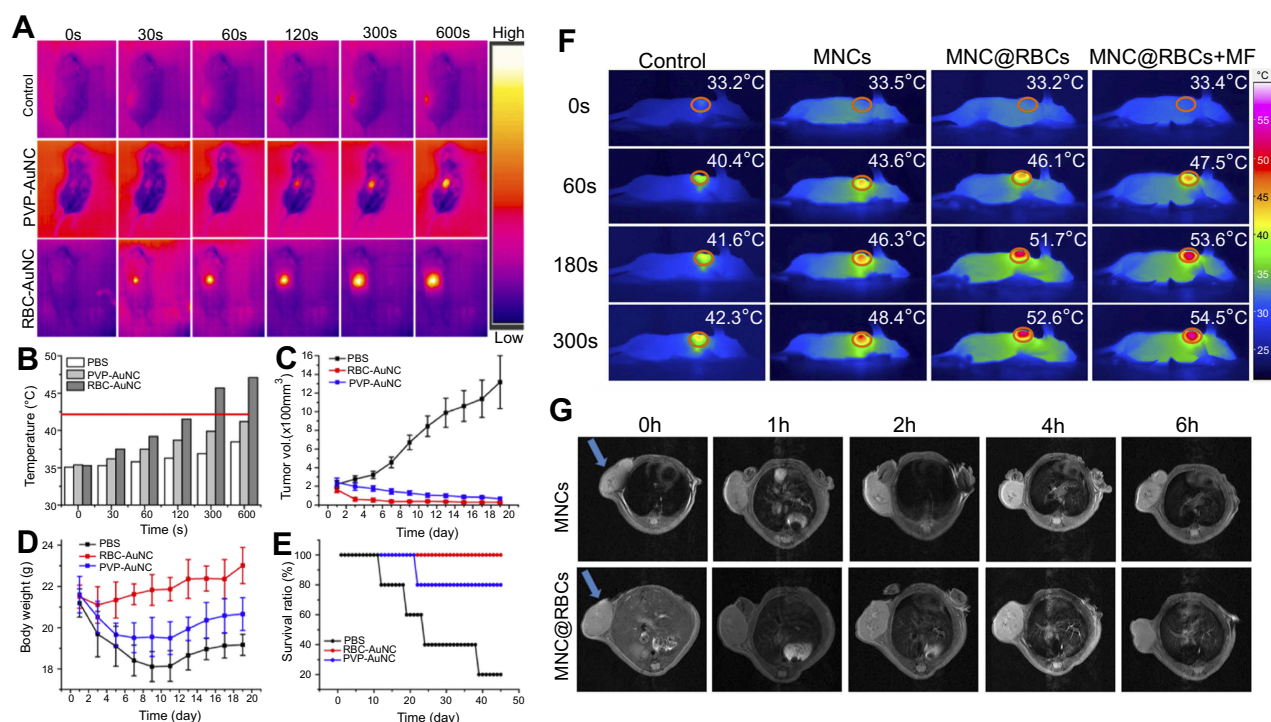 A
0s 30s 60s 120s 300s 600s
High
Control
PVP-AuNC
RBC-AuNC
Low
B
PBS
PVP-AuNC
RBC-AuNC
Temperature (°C)
50
45
40
35
30
0 30 60 120 300 600
Time (s)
C
PBS
RBC-AuNC
PVP-AuNC
Tumor vol.(x100mm³)
16
14
12
10
8
6
4
2
0
0 2 4 6 8 10 12 14 16 18 20
Time (day)
D
PBS
RBC-AuNC
PVP-AuNC
Body weight (g)
24
22
20
18
0 2 4 6 8 10 12 14 16 18 19 20
Time (day)
E
Survival ratio (%)
100
80
60
40
20
PBS
RBC-AuNC
PVP-AuNC
0 10 20 30 40 50
Time (day)
F
Control MNCs MNC@RBCs MNC@RBCs+MF
°C
0s
33.2°C 33.5°C 33.2°C 33.4°C
60s
40.4°C 43.6°C 46.1°C 47.5°C
180s
41.6°C 46.3°C 51.7°C 53.6°C
300s
42.3°C 48.4°C 52.6°C 54.5°C
55
50
45
40
35
30
25
G
0h 1h 2h 4h 6h
MNCs
MNC@RBCs